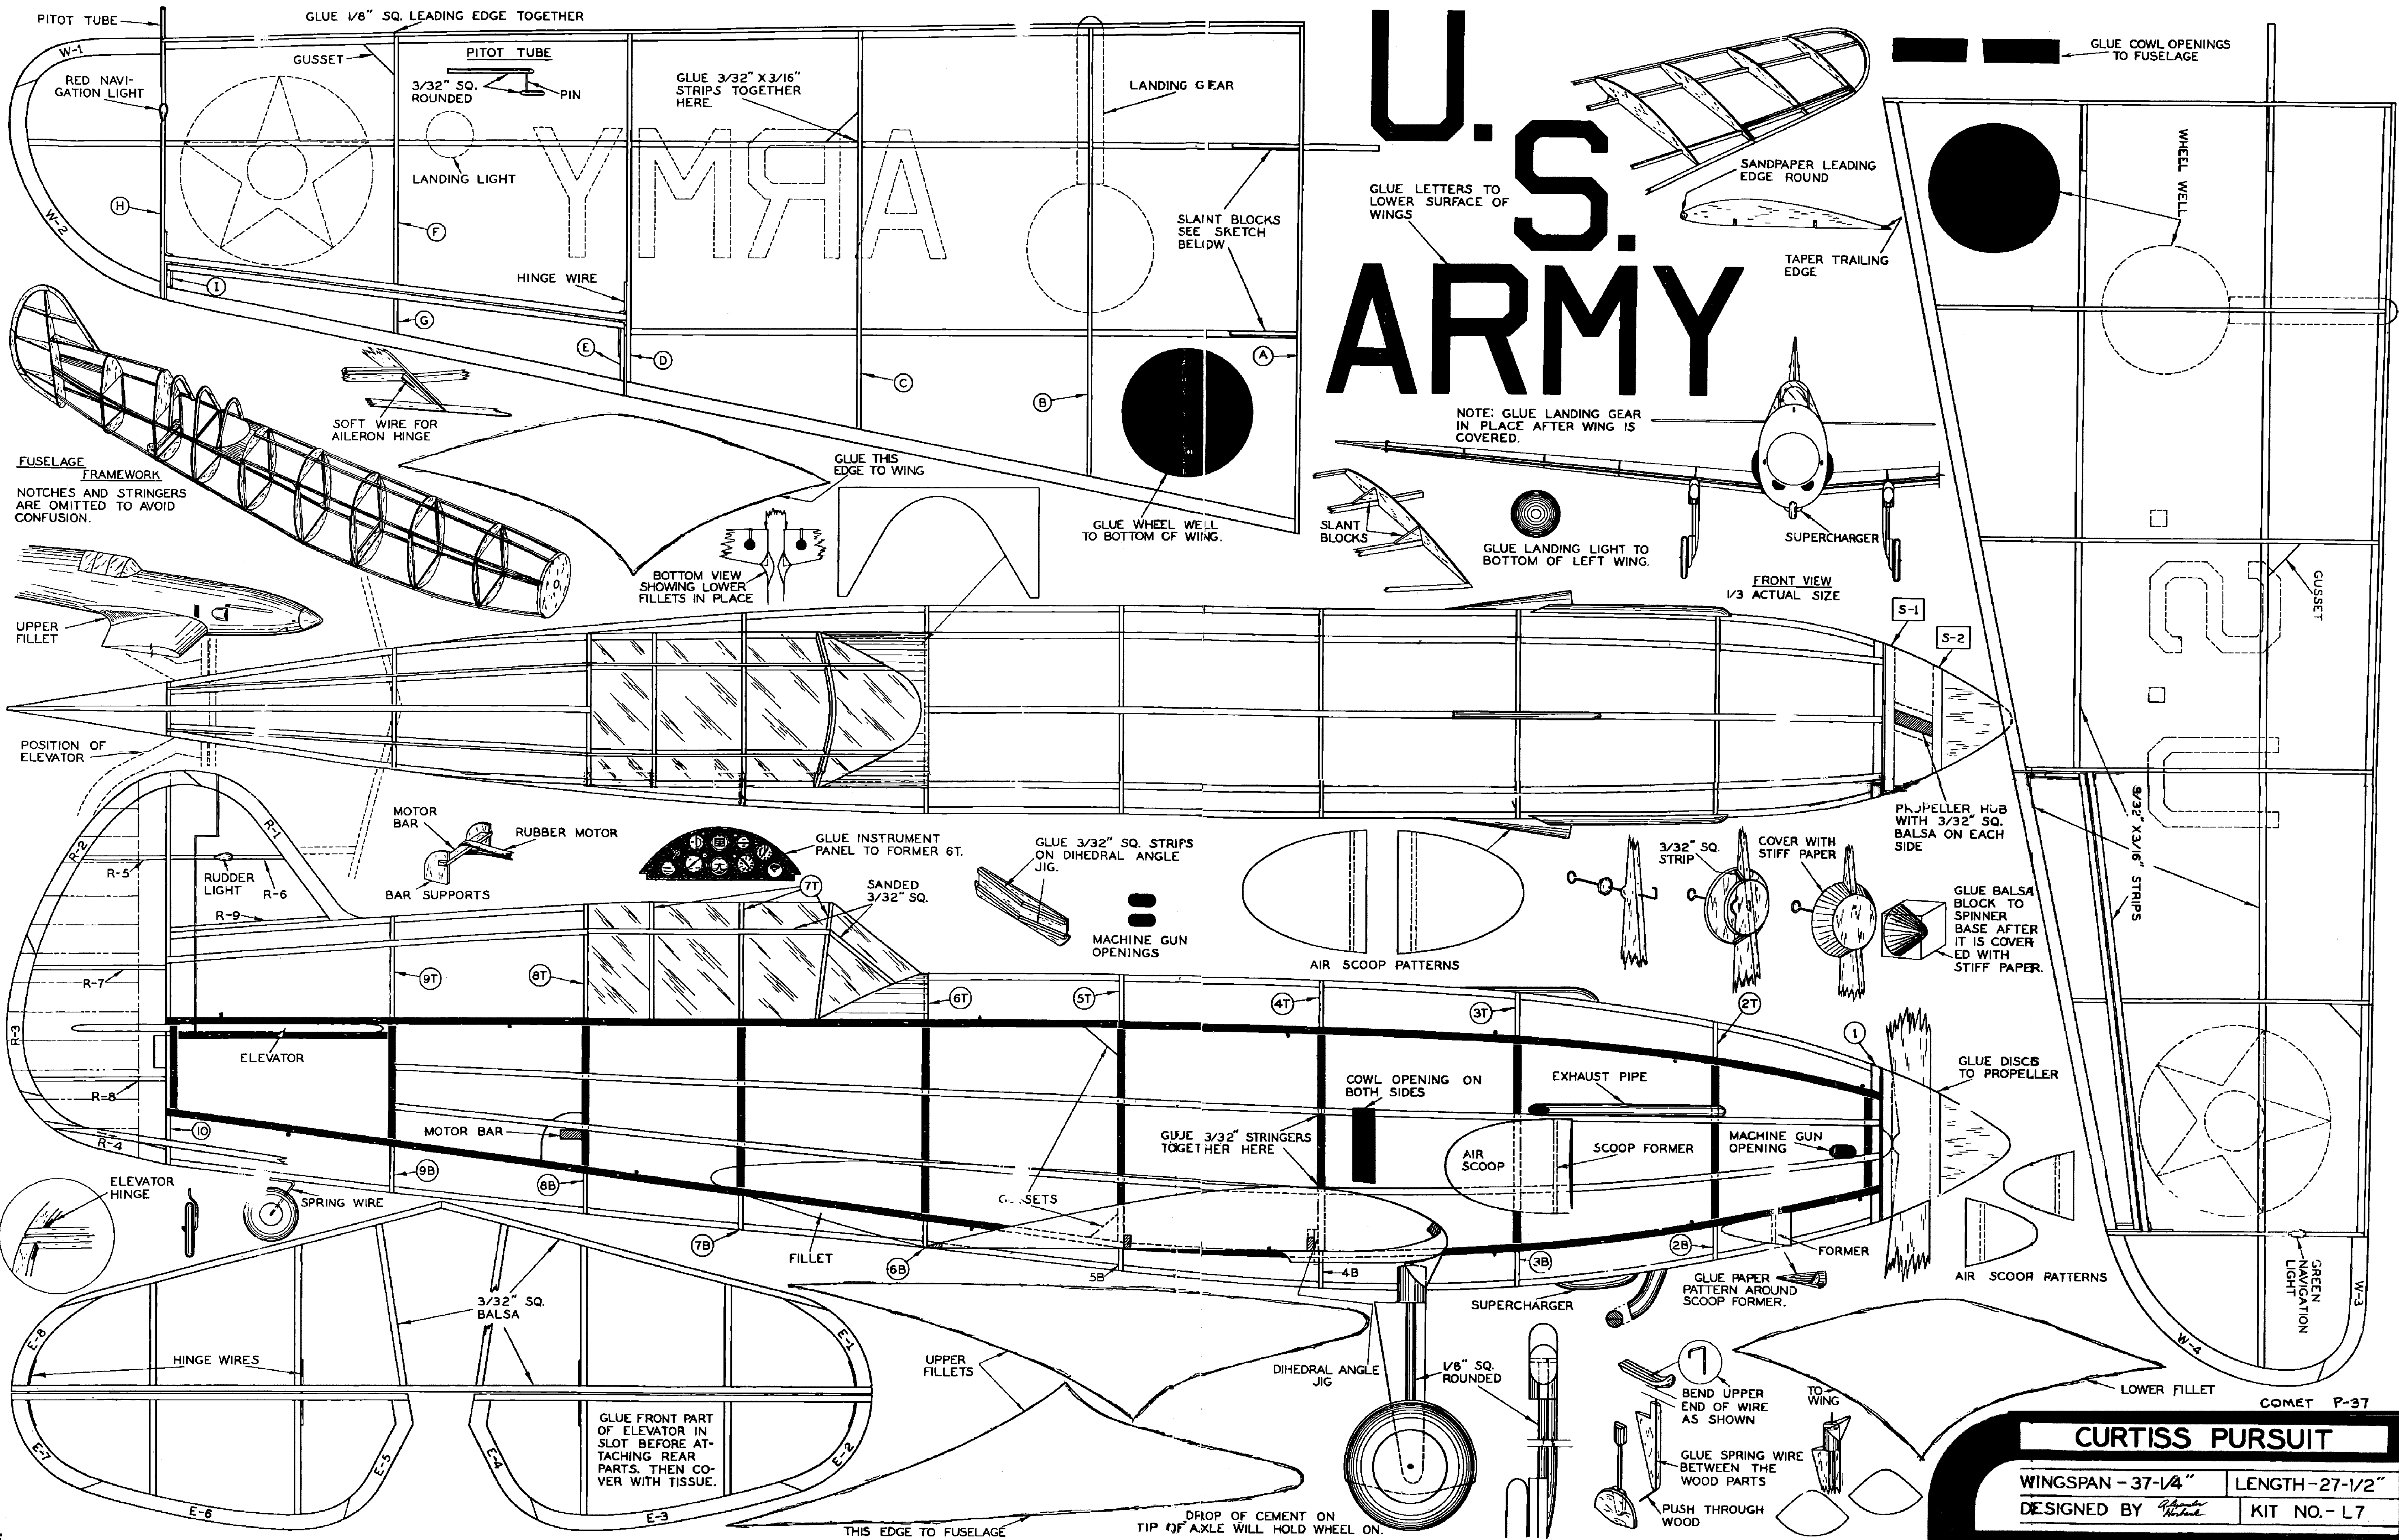 PITOT TUBE
GLUE 1/8" SQ. LEADING EDGE TOGETHER
W-1
GUSSET
PITOT TUBE
RED NAVI-
GATION LIGHT
3/32" SQ.
ROUNDED
PIN
GLUE 3/32" X 3/16"
STRIPS TOGETHER
HERE.
LANDING GEAR
LANDING LIGHT
ARMY
H
W-2
F
SLAINT BLOCKS
SEE SKETCH
BELOW
HINGE WIRE
I
G
E
D
C
B
A
U.
S.
ARMY
GLUE LETTERS TO
LOWER SURFACE OF
WINGS
GLUE COWL OPENINGS
TO FUSELAGE
SANDPAPER LEADING
EDGE ROUND
TAPER TRAILING
EDGE
WHEEL WELL
SOFT WIRE FOR
AILERON HINGE
FUSELAGE
FRAMEWORK
NOTCHES AND STRINGERS
ARE OMITTED TO AVOID
CONFUSION.
GLUE THIS
EDGE TO WING
GLUE WHEEL WELL
TO BOTTOM OF WING.
NOTE: GLUE LANDING GEAR
IN PLACE AFTER WING IS
COVERED.
SLANT
BLOCKS
GLUE LANDING LIGHT TO
BOTTOM OF LEFT WING.
SUPERCHARGER
FRONT VIEW
1/3 ACTUAL SIZE
BOTTOM VIEW
SHOWING LOWER
FILLETS IN PLACE
UPPER
FILLET
GUSSET
U.S.
S-1
S-2
POSITION OF
ELEVATOR
PROPELLER HUB
WITH 3/32" SQ.
BALSA ON EACH
SIDE
3/32" X 3/16" STRIPS
R-1
R-2
R-5
RUDDER
LIGHT
R-6
R-9
MOTOR
BAR
RUBBER MOTOR
BAR SUPPORTS
GLUE INSTRUMENT
PANEL TO FORMER 6T.
7T
SANDED
3/32" SQ.
GLUE 3/32" SQ. STRIPS
ON DIHEDRAL ANGLE
JIG.
MACHINE GUN
OPENINGS
AIR SCOOP PATTERNS
3/32" SQ.
STRIP
COVER WITH
STIFF PAPER
GLUE BALSA
BLOCK TO
SPINNER
BASE AFTER
IT IS COVER-
ED WITH
STIFF PAPER.
R-7
R-3
9T
8T
6T
5T
4T
3T
2T
1
ELEVATOR
R-8
10
R-4
MOTOR BAR
COWL OPENING ON
BOTH SIDES
EXHAUST PIPE
GLUE DISCS
TO PROPELLER
GLUE 3/32" STRINGERS
TOGETHER HERE
AIR
SCOOP
SCOOP FORMER
MACHINE GUN
OPENING
9B
8B
7B
6B
5B
4B
3B
2B
FILLET
GUSSETS
FORMER
ELEVATOR
HINGE
SPRING WIRE
SUPERCHARGER
GLUE PAPER
PATTERN AROUND
SCOOP FORMER.
AIR SCOOP PATTERNS
GREEN
NAVIGATION
LIGHT
W-3
W-4
3/32" SQ.
BALSA
E-8
E-1
HINGE WIRES
E-7
E-6
E-5
E-4
E-3
E-2
GLUE FRONT PART
OF ELEVATOR IN
SLOT BEFORE AT-
TACHING REAR
PARTS. THEN CO-
VER WITH TISSUE.
UPPER
FILLETS
THIS EDGE TO FUSELAGE
DIHEDRAL ANGLE
JIG
1/8" SQ.
ROUNDED
DROP OF CEMENT ON
TIP OF AXLE WILL HOLD WHEEL ON.
BEND UPPER
END OF WIRE
AS SHOWN
GLUE SPRING WIRE
BETWEEN THE
WOOD PARTS
PUSH THROUGH
WOOD
TO
WING
LOWER FILLET
COMET P-37
CURTISS PURSUIT
WINGSPAN - 37-1/4"
LENGTH - 27-1/2"
DESIGNED BY
KIT NO. - L7